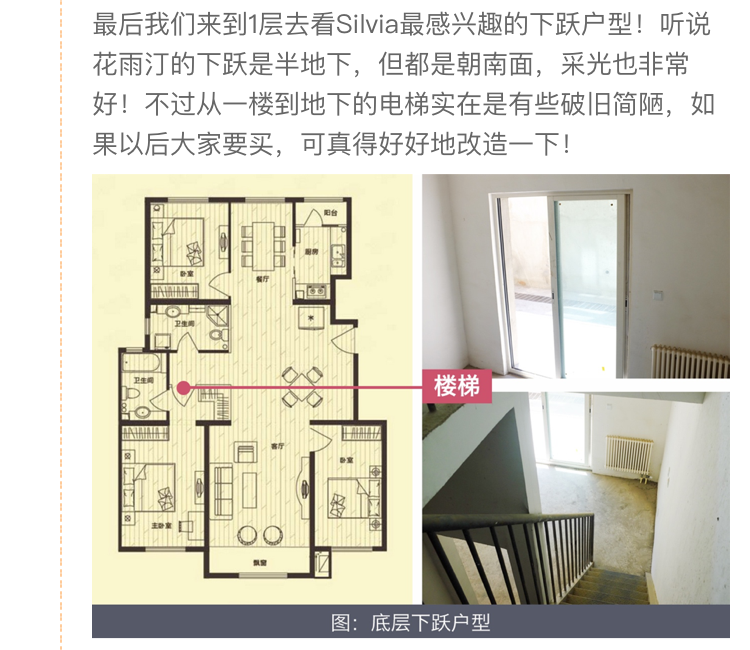 最后我们来到1层去看Silvia最感兴趣的下跃户型！听说
花雨汀的下跃是半地下，但都是朝南面，采光也非常
好！不过从一楼到地下的电梯实在是有些破旧简陋，如
果以后大家要买，可真得好好地改造一下！
阳台
厨房
卧室
餐厅
卫生间
卫生间
楼梯
客厅
卧室
主卧室
飘窗
图：底层下跃户型